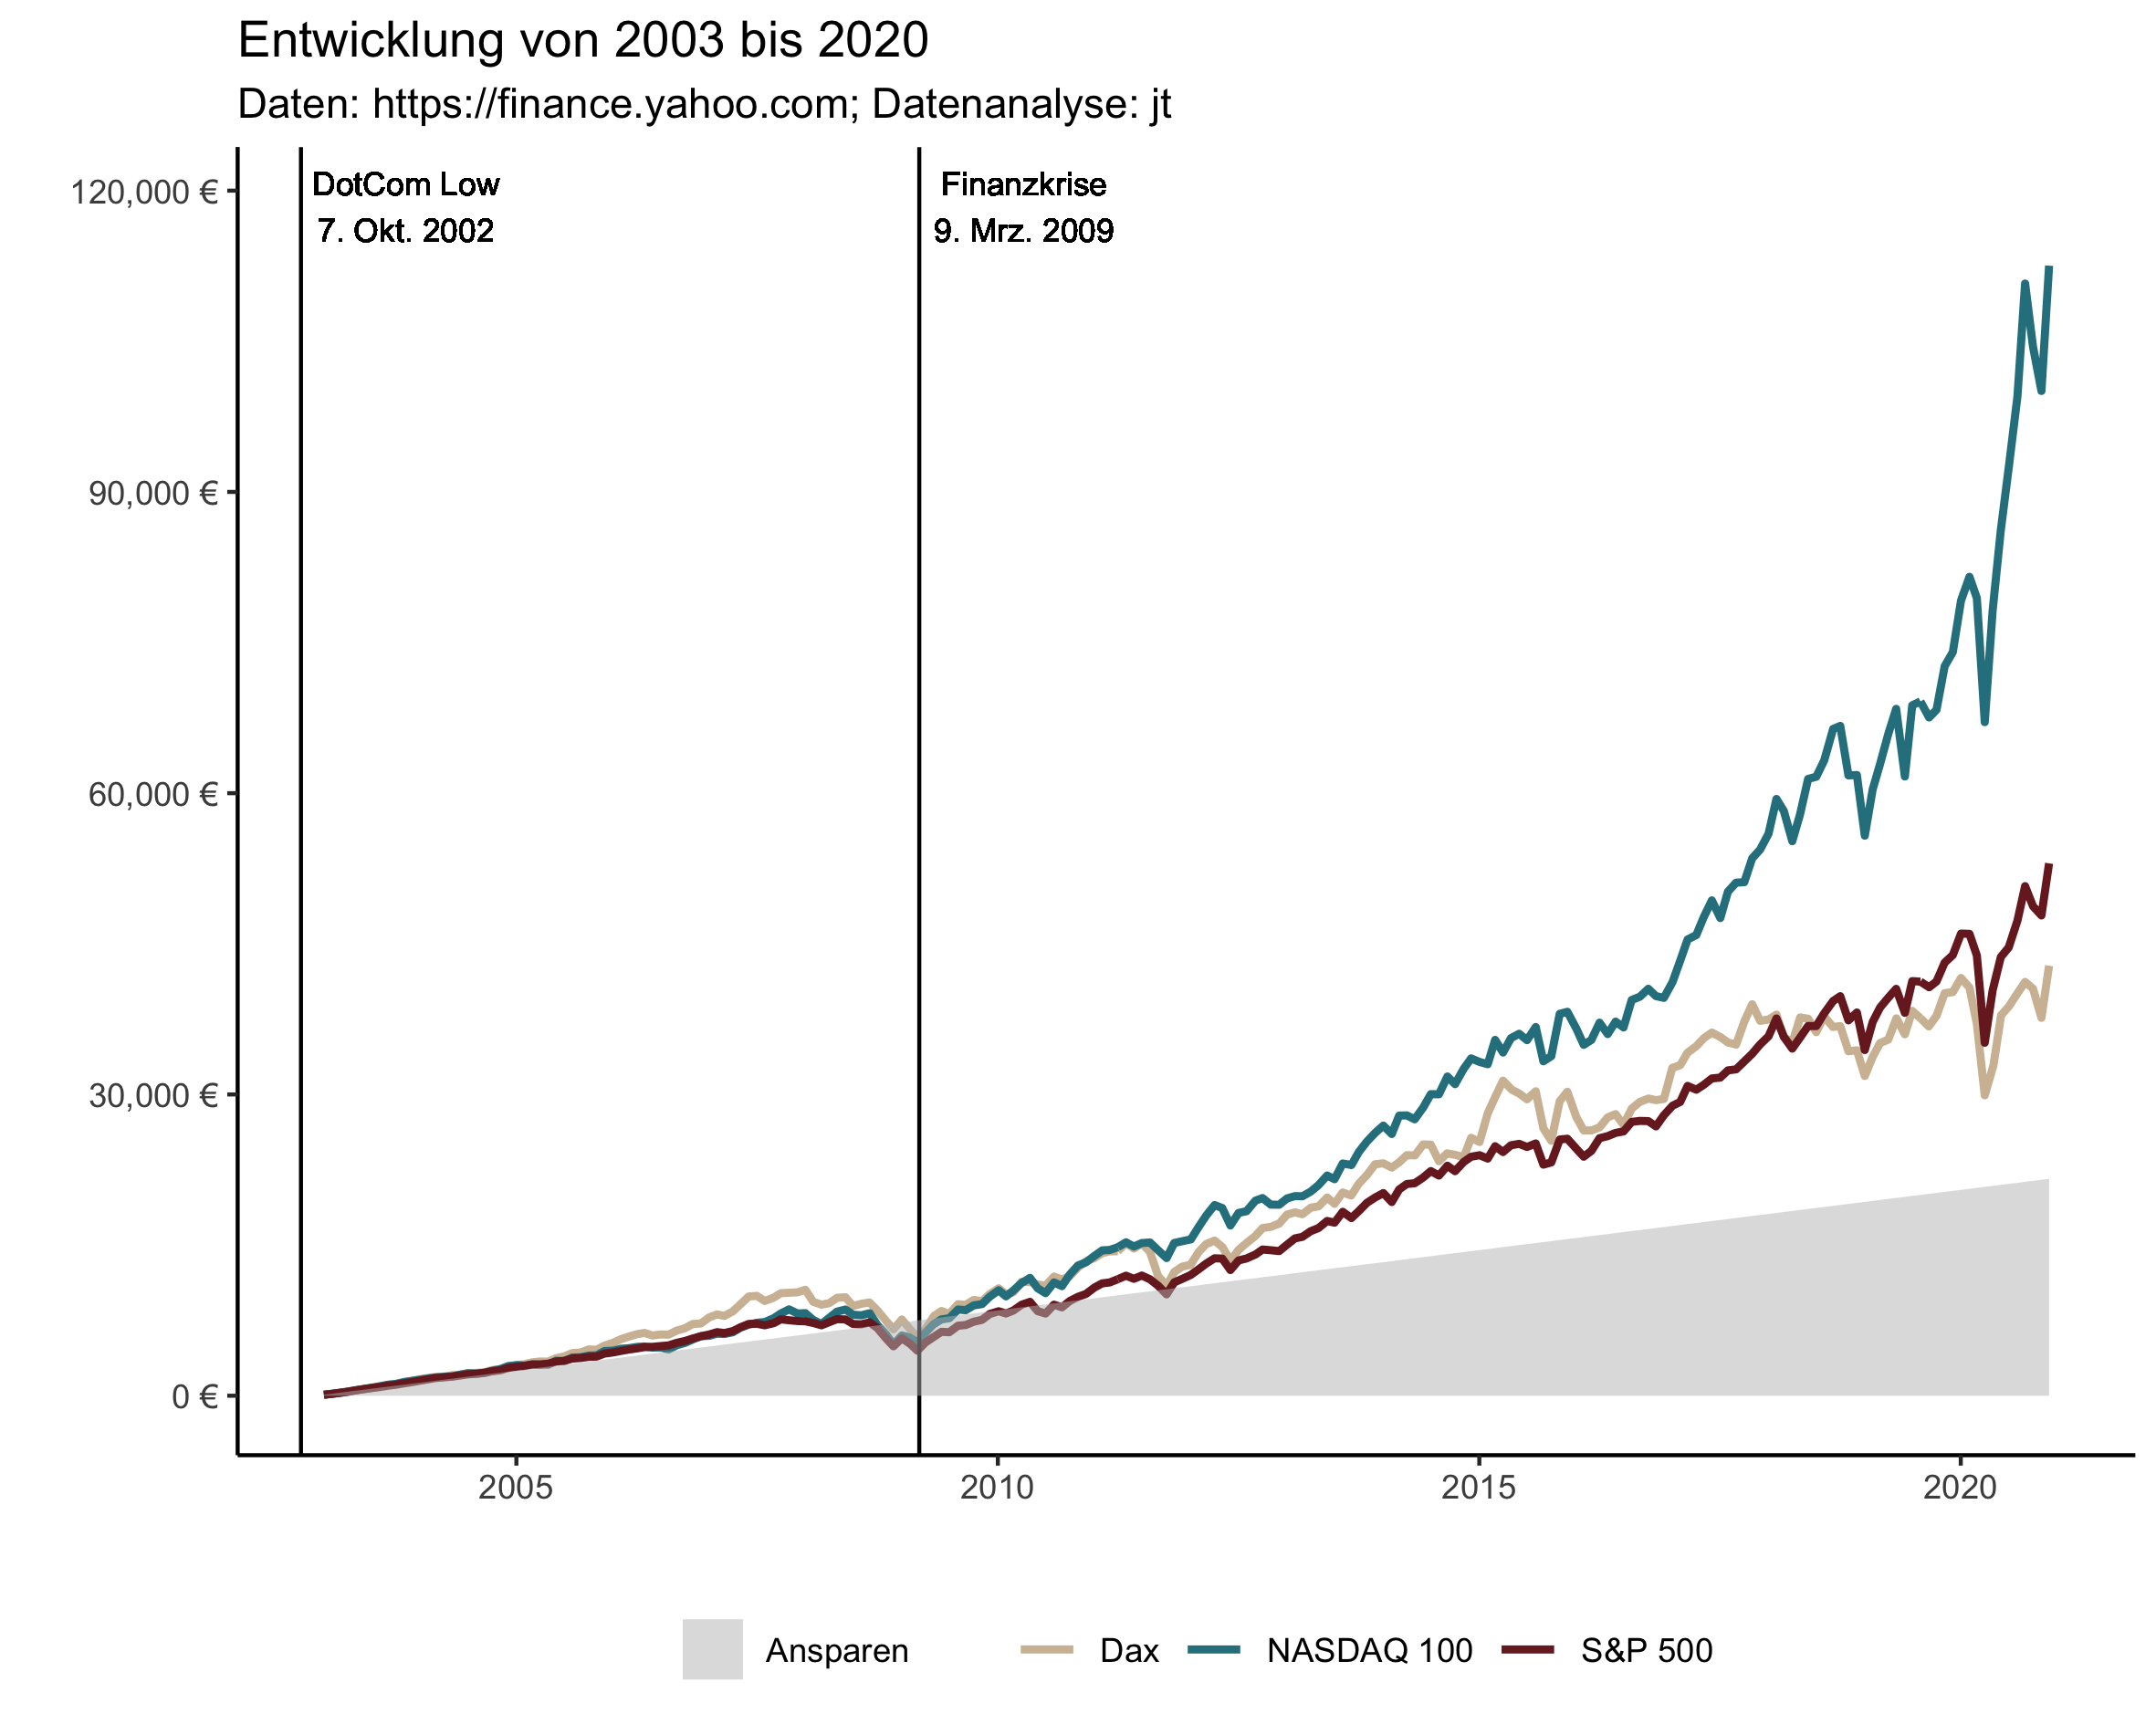 Entwicklung von 2003 bis 2020
Daten: https://finance.yahoo.com; Datenanalyse: jt
DotCom Low
7. Okt. 2002
Finanzkrise
9. Mrz. 2009
120,000 €
90,000 €
60,000 €
30,000 €
0 €
2005 2010 2015 2020
Ansparen Dax NASDAQ 100 S&P 500